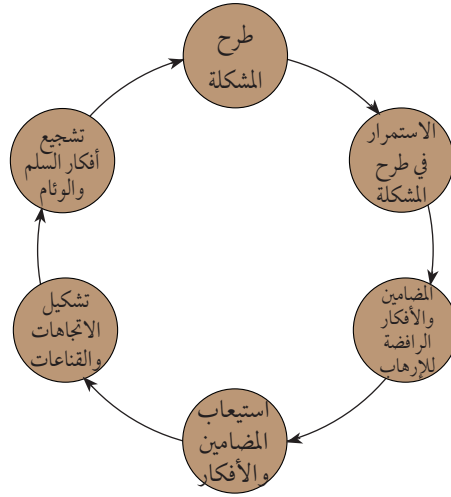 طرح
المشكلة
الاستمرار
في طرح
المشكلة
المضامين
والأفكار
الرافضة
للإرهاب
استيعاب
المضامين
والأفكار
تشكيل
الاتجاهات
والقناعات
تشجيع
أفكار السلم
والوئام